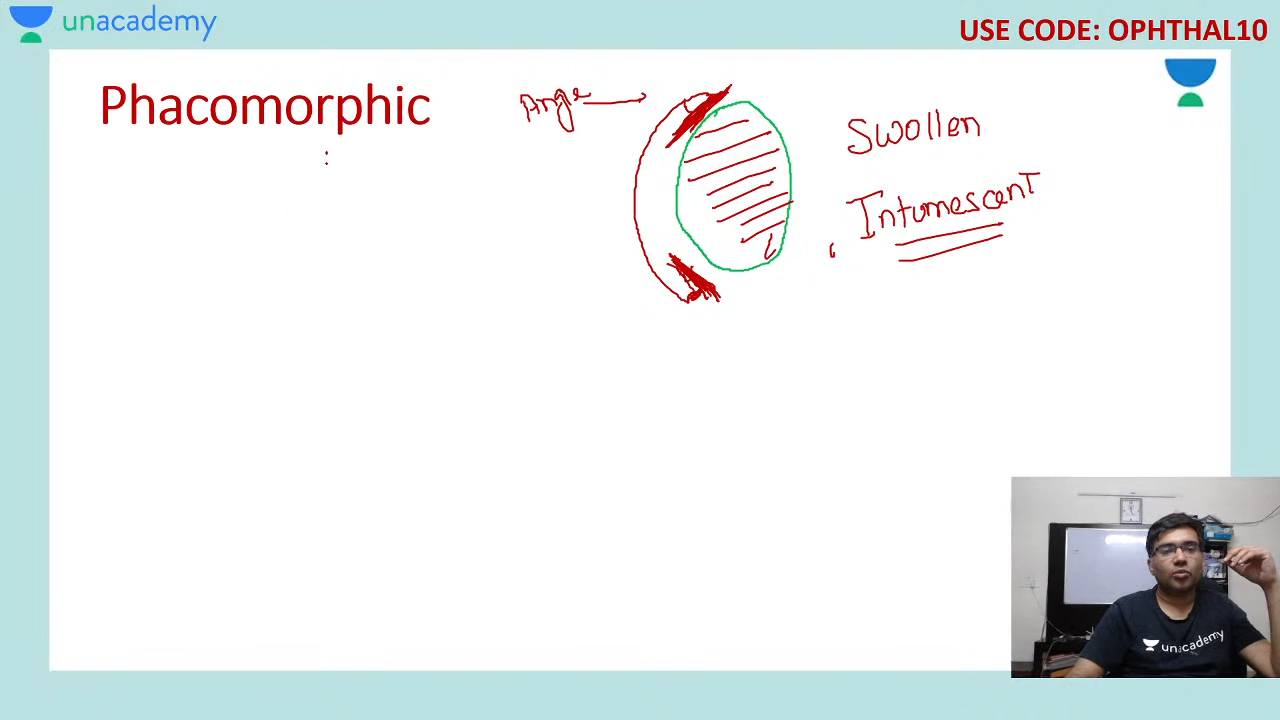 unacademy
USE CODE: OPHTHAL10
Phacomorphic
:
Angle
Swollen
Intumescent
unacademy